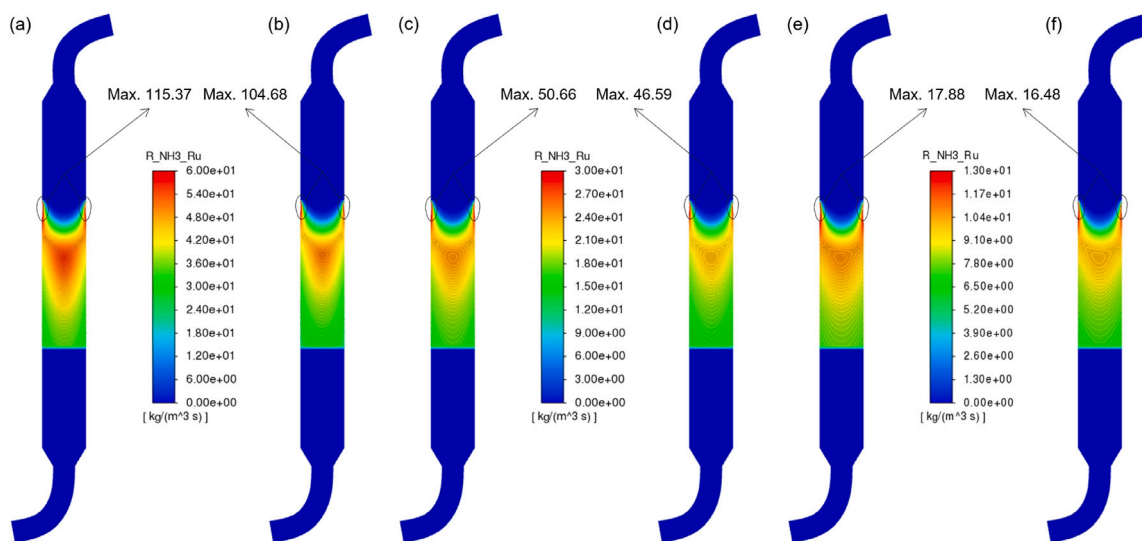 (a)
(b)
(c)
(d)
(e)
(f)
Max. 115.37 Max. 104.68
Max. 50.66 Max. 46.59
Max. 17.88 Max. 16.48
R_NH3_Ru
6.00e+01
5.40e+01
4.80e+01
4.20e+01
3.60e+01
3.00e+01
2.40e+01
1.80e+01
1.20e+01
6.00e+00
0.00e+00
[ kg/(m^3 s) ]
R_NH3_Ru
3.00e+01
2.70e+01
2.40e+01
2.10e+01
1.80e+01
1.50e+01
1.20e+01
9.00e+00
6.00e+00
3.00e+00
0.00e+00
[ kg/(m^3 s) ]
R_NH3_Ru
1.30e+01
1.17e+01
1.04e+01
9.10e+00
7.80e+00
6.50e+00
5.20e+00
3.90e+00
2.60e+00
1.30e+00
0.00e+00
[ kg/(m^3 s) ]